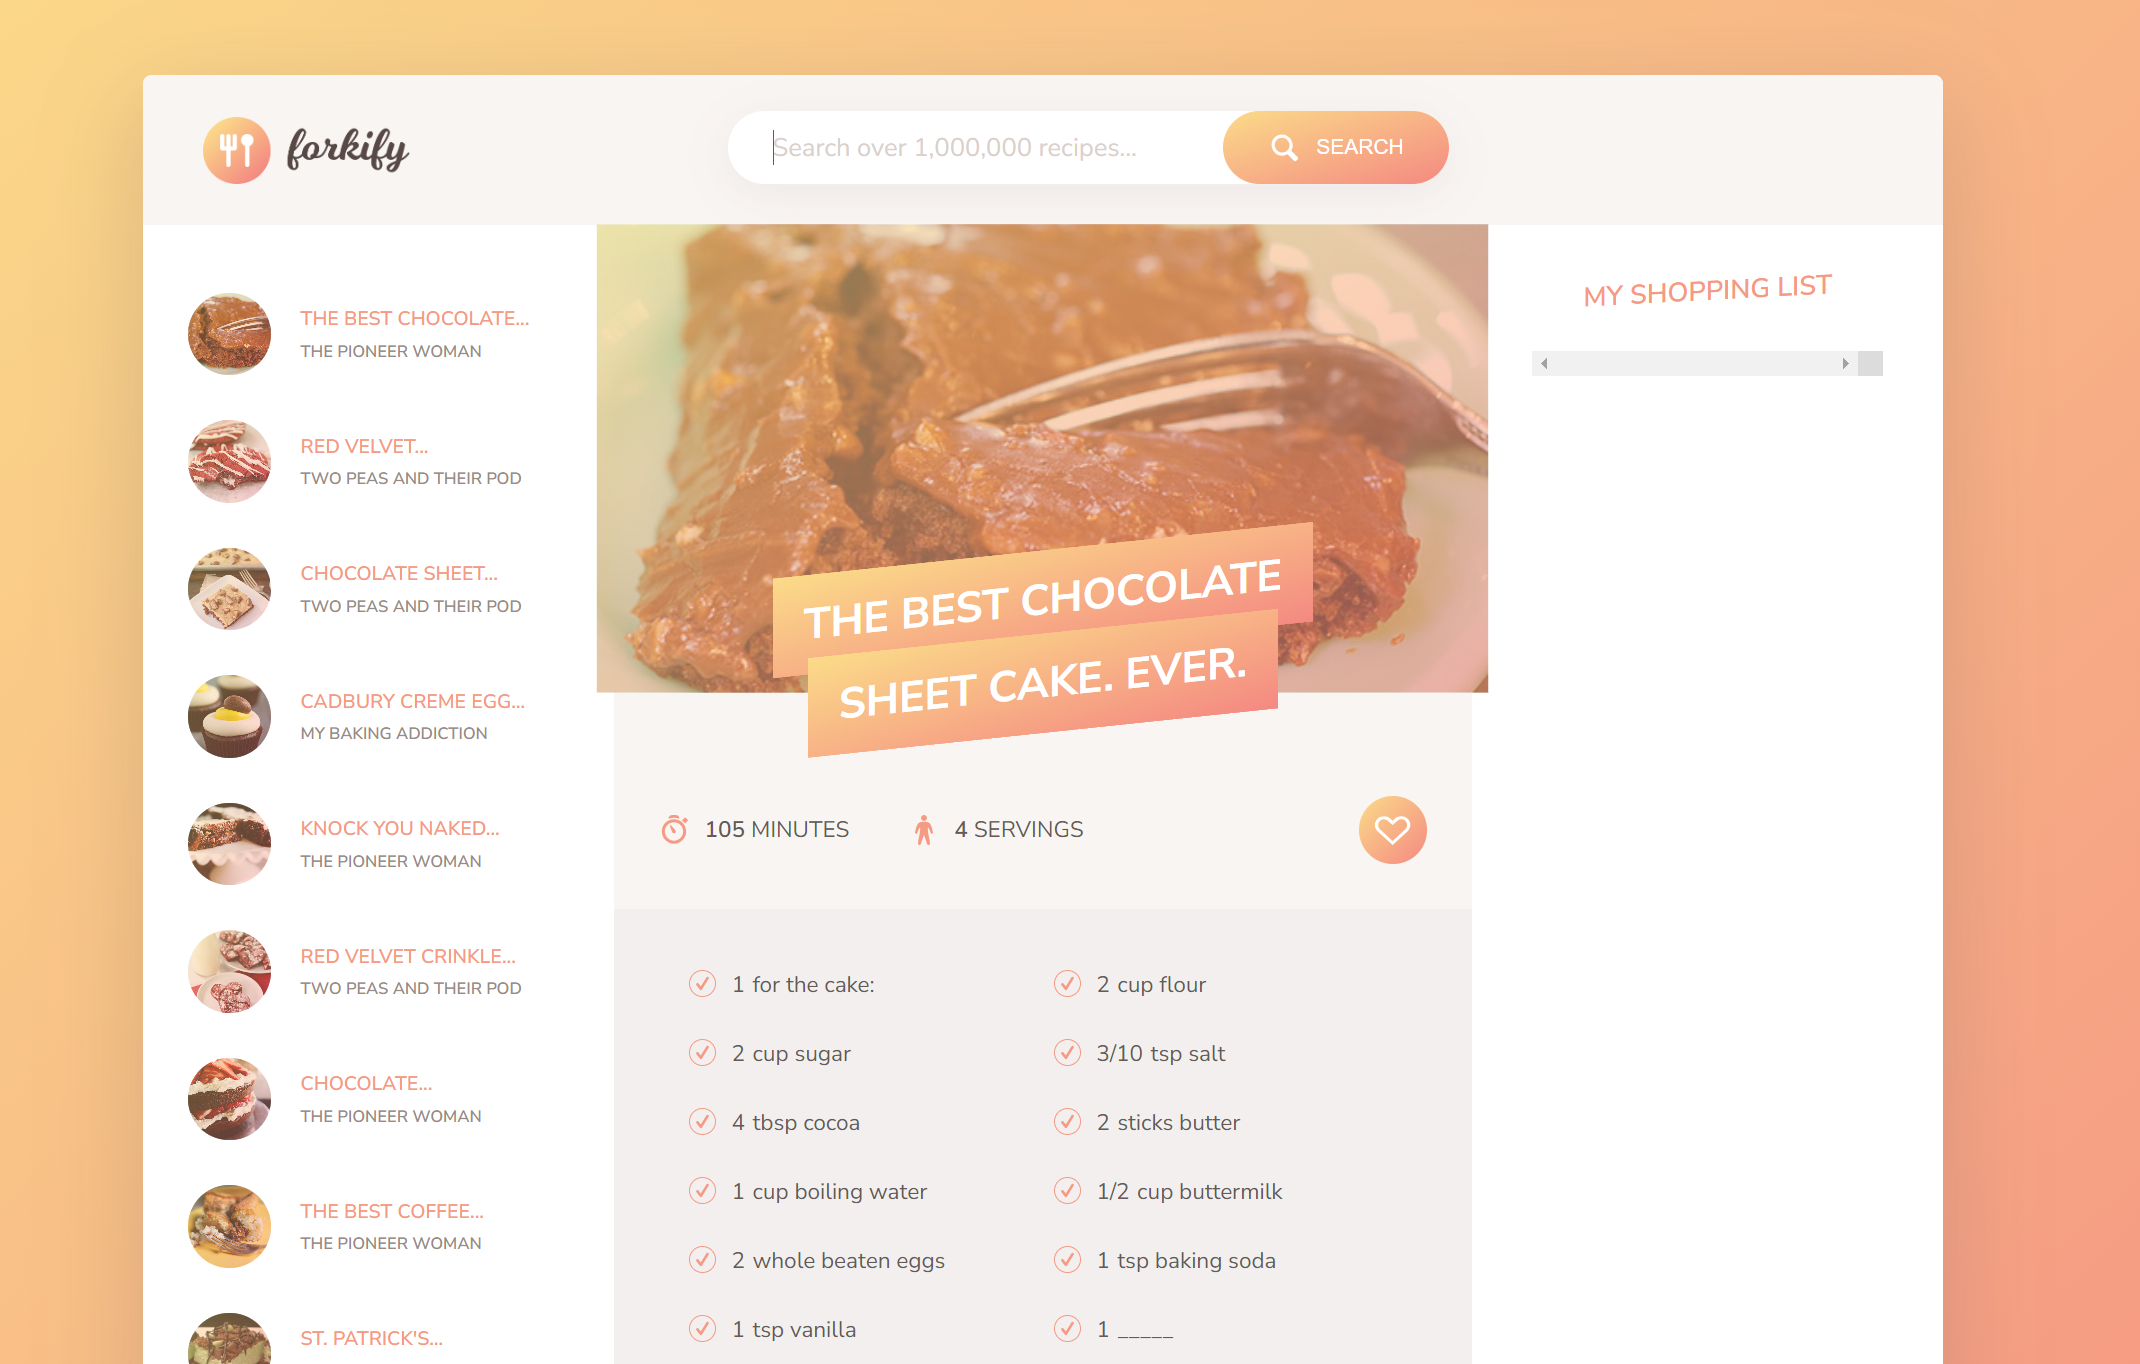 forkify
Search over 1,000,000 recipes...
SEARCH
THE BEST CHOCOLATE...
THE PIONEER WOMAN
RED VELVET...
TWO PEAS AND THEIR POD
CHOCOLATE SHEET...
TWO PEAS AND THEIR POD
CADBURY CREME EGG...
MY BAKING ADDICTION
KNOCK YOU NAKED...
THE PIONEER WOMAN
RED VELVET CRINKLE...
TWO PEAS AND THEIR POD
CHOCOLATE...
THE PIONEER WOMAN
THE BEST COFFEE...
THE PIONEER WOMAN
ST. PATRICK'S...
THE BEST CHOCOLATE
SHEET CAKE. EVER.
105 MINUTES
4 SERVINGS
1 for the cake:
2 cup flour
2 cup sugar
3/10 tsp salt
4 tbsp cocoa
2 sticks butter
1 cup boiling water
1/2 cup buttermilk
2 whole beaten eggs
1 tsp baking soda
1 tsp vanilla
1 _____
MY SHOPPING LIST